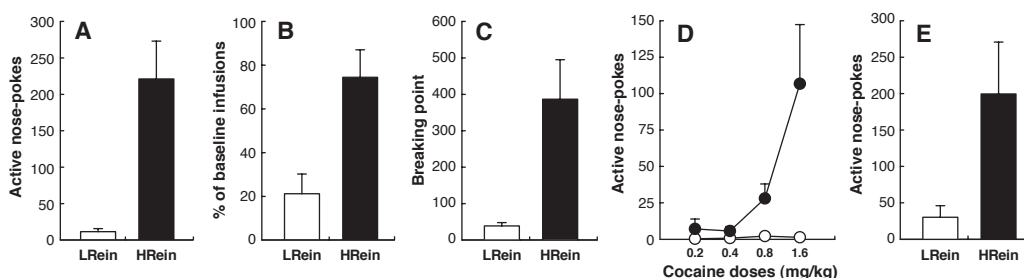 A
Active nose-pokes
300
250
200
150
100
50
0
LRein HRein
B
% of baseline infusions
100
80
60
40
20
0
LRein HRein
C
Breaking point
600
500
400
300
200
100
0
LRein HRein
D
Active nose-pokes
150
125
100
75
50
25
0
0.2 0.4 0.8 1.6
Cocaine doses (mg/kg)
E
Active nose-pokes
300
250
200
150
100
50
0
LRein HRein